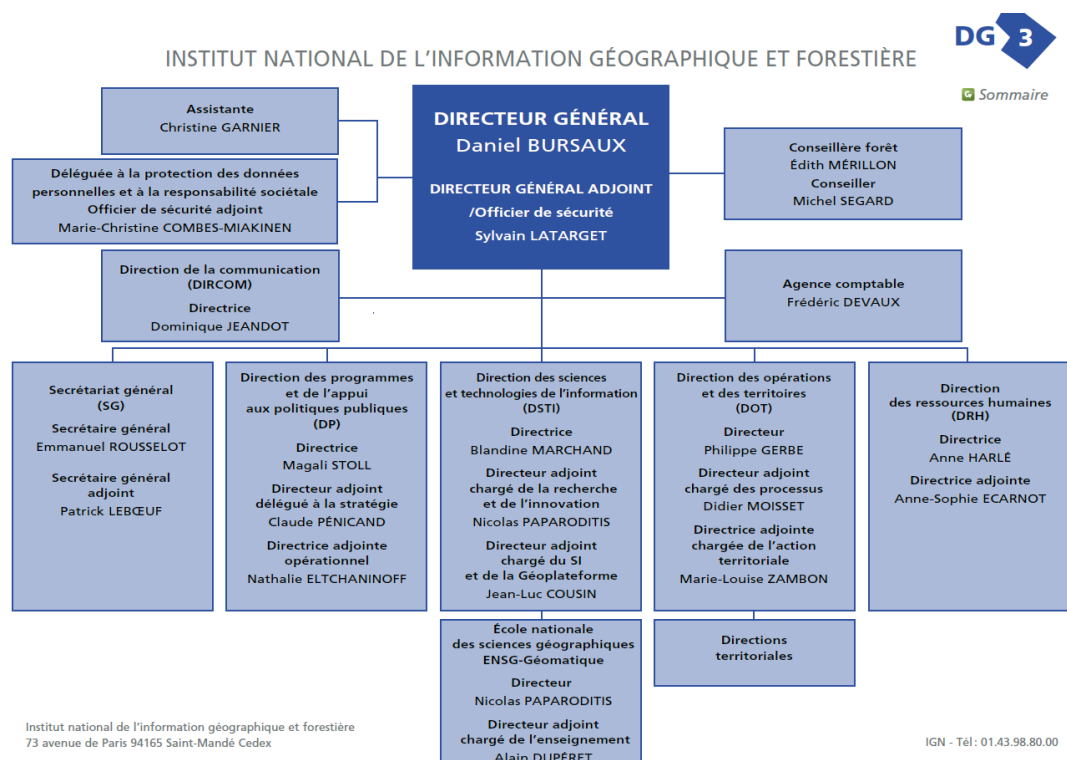 DG 3
INSTITUT NATIONAL DE L'INFORMATION GÉOGRAPHIQUE ET FORESTIÈRE
Sommaire
Assistante
Christine GARNIER
Déléguée à la protection des données
personnelles et à la responsabilité sociétale
Officier de sécurité adjoint
Marie-Christine COMBES-MIAKINEN
DIRECTEUR GÉNÉRAL
Daniel BURSAUX
DIRECTEUR GÉNÉRAL ADJOINT
/Officier de sécurité
Sylvain LATARGET
Conseillère forêt
Édith MÉRILLON
Conseiller
Michel SEGARD
Direction de la communication
(DIRCOM)
Directrice
Dominique JEANDOT
Agence comptable
Frédéric DEVAUX
Secrétariat général
(SG)
Secrétaire général
Emmanuel ROUSSELOT
Secrétaire général
adjoint
Patrick LEBŒUF
Direction des programmes
et de l'appui
aux politiques publiques
(DP)
Directrice
Magali STOLL
Directeur adjoint
délégué à la stratégie
Claude PÉNICAND
Directrice adjointe
opérationnel
Nathalie ELTCHANINOFF
Direction des sciences
et technologies de l'information
(DSTI)
Directrice
Blandine MARCHAND
Directeur adjoint
chargé de la recherche
et de l'innovation
Nicolas PAPARODITIS
Directeur adjoint
chargé du SI
et de la Géoplateforme
Jean-Luc COUSIN
Direction des opérations
et des territoires
(DOT)
Directeur
Philippe GERBE
Directeur adjoint
chargé des processus
Didier MOISSET
Directrice adjointe
chargée de l'action
territoriale
Marie-Louise ZAMBON
Direction
des ressources humaines
(DRH)
Directrice
Anne HARLÉ
Directrice adjointe
Anne-Sophie ECARNOT
École nationale
des sciences géographiques
ENSG-Géomatique
Directeur
Nicolas PAPARODITIS
Directeur adjoint
chargé de l'enseignement
Alain DUPÉRET
Directions
territoriales
Institut national de l'information géographique et forestière
73 avenue de Paris 94165 Saint-Mandé Cedex
IGN - Tél : 01.43.98.80.00